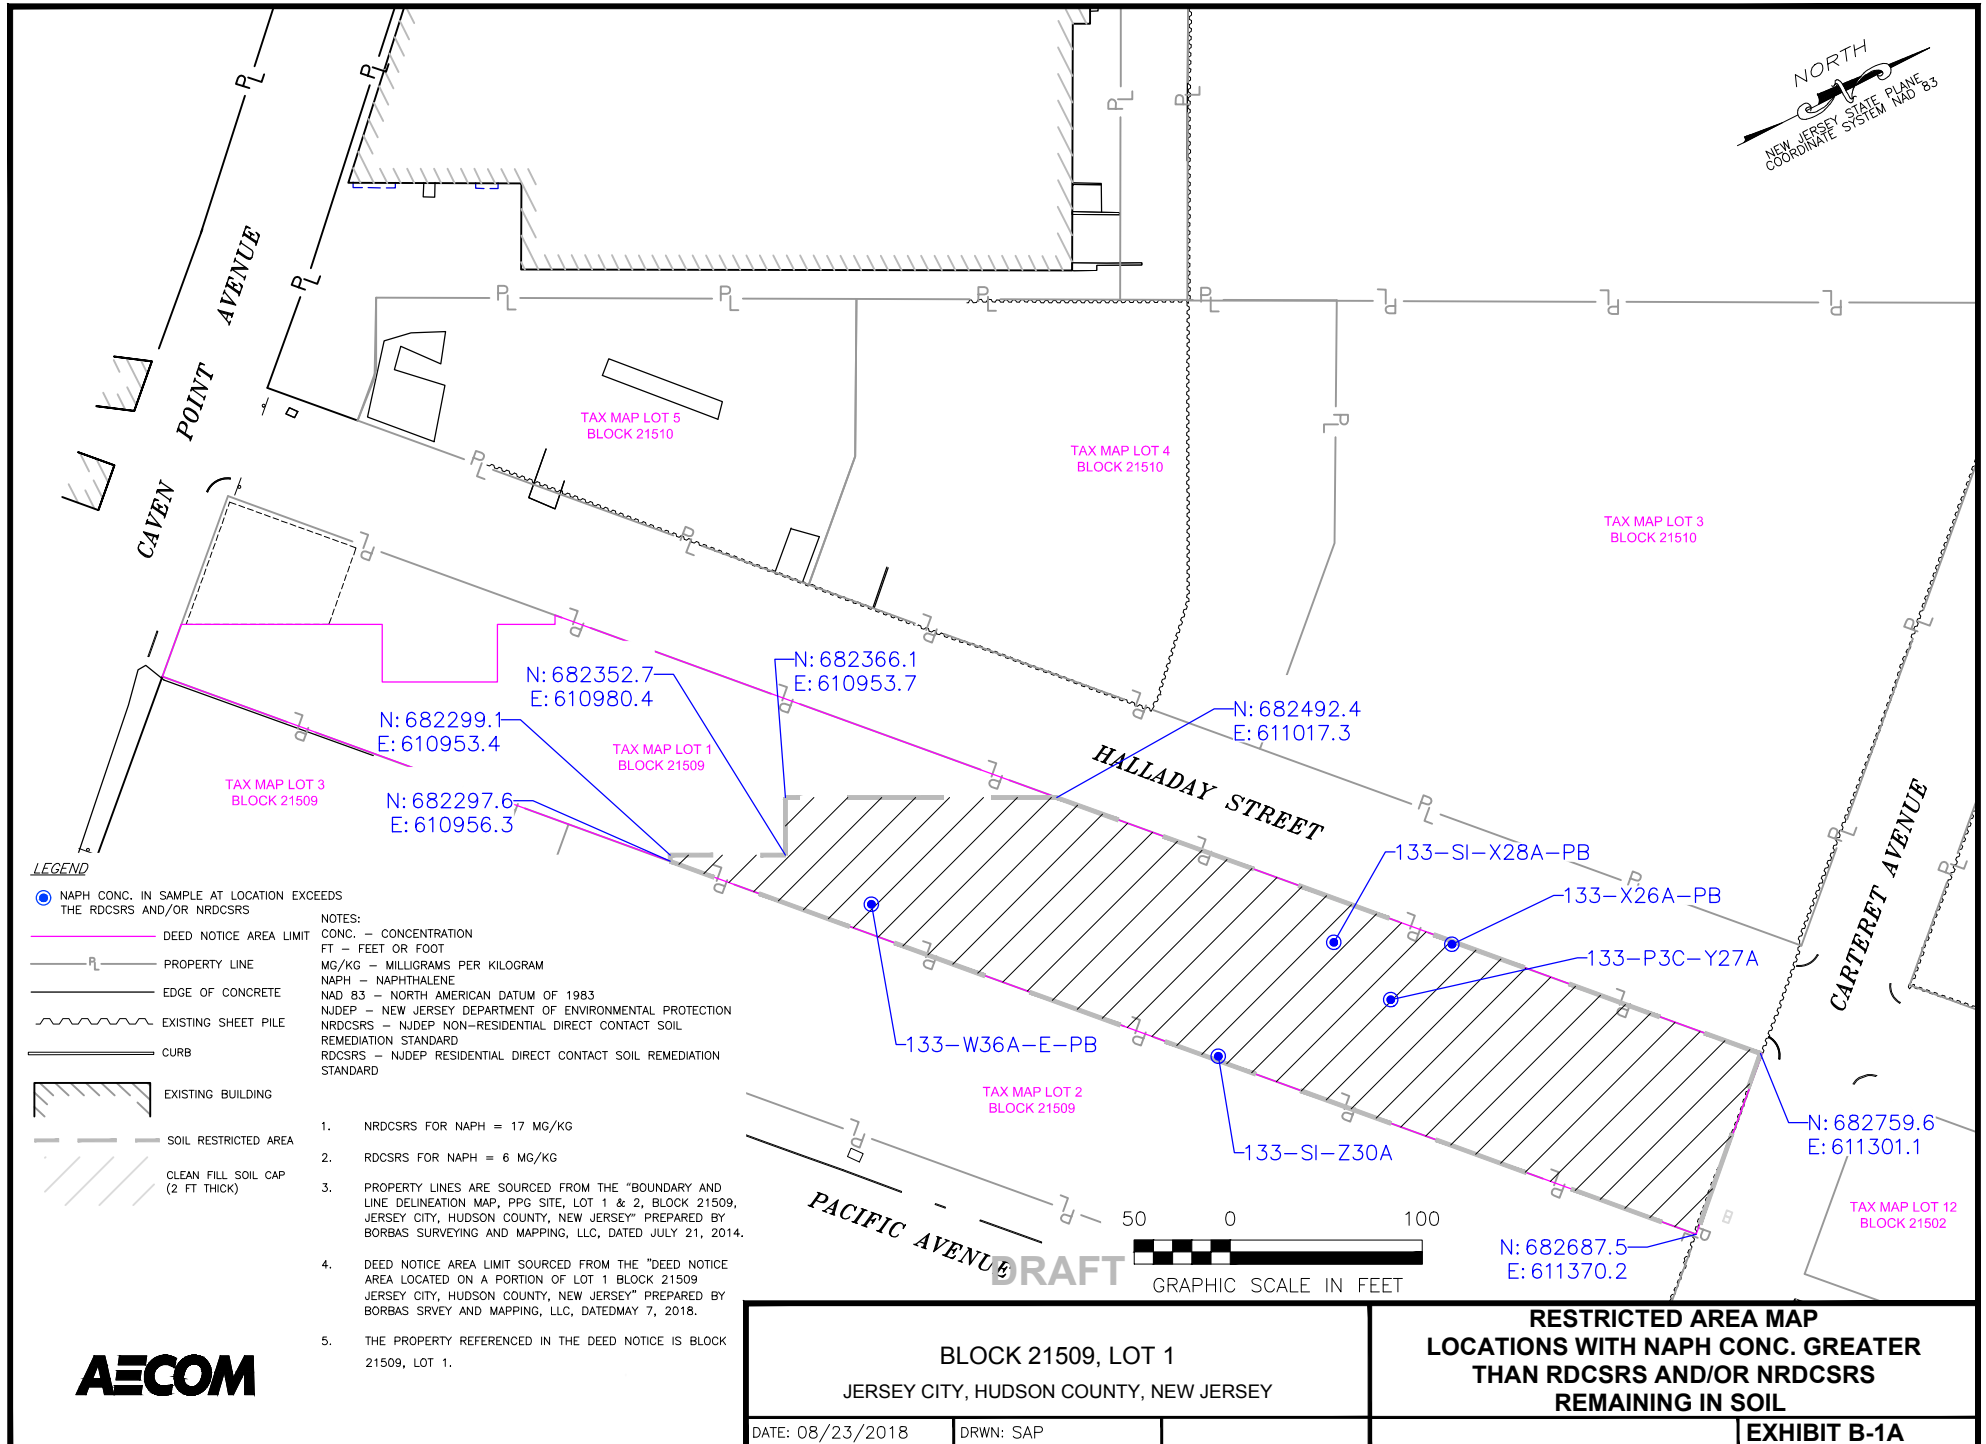 NORTH
NEW JERSEY STATE PLANE
COORDINATE SYSTEM NAD 83
CAVEN POINT AVENUE
TAX MAP LOT 5
BLOCK 21510
TAX MAP LOT 4
BLOCK 21510
TAX MAP LOT 3
BLOCK 21510
N: 682352.7
E: 610980.4
N: 682366.1
E: 610953.7
N: 682299.1
E: 610953.4
N: 682492.4
E: 611017.3
TAX MAP LOT 1
BLOCK 21509
TAX MAP LOT 3
BLOCK 21509
N: 682297.6
E: 610956.3
HALLADAY STREET
CARTERET AVENUE
133-SI-X28A-PB
133-X26A-PB
133-P3C-Y27A
133-W36A-E-PB
133-SI-Z30A
TAX MAP LOT 2
BLOCK 21509
N: 682759.6
E: 611301.1
TAX MAP LOT 12
BLOCK 21502
N: 682687.5
E: 611370.2
PACIFIC AVENUE
DRAFT
50 0 100
GRAPHIC SCALE IN FEET
LEGEND
NAPH CONC. IN SAMPLE AT LOCATION EXCEEDS
THE RDCSRS AND/OR NRDCSRS
DEED NOTICE AREA LIMIT
PROPERTY LINE
EDGE OF CONCRETE
EXISTING SHEET PILE
CURB
EXISTING BUILDING
SOIL RESTRICTED AREA
CLEAN FILL SOIL CAP
(2 FT THICK)
NOTES:
CONC. - CONCENTRATION
FT - FEET OR FOOT
MG/KG - MILLIGRAMS PER KILOGRAM
NAPH - NAPHTHALENE
NAD 83 - NORTH AMERICAN DATUM OF 1983
NJDEP - NEW JERSEY DEPARTMENT OF ENVIRONMENTAL PROTECTION
NRDCSRS - NJDEP NON-RESIDENTIAL DIRECT CONTACT SOIL
REMEDIATION STANDARD
RDCSRS - NJDEP RESIDENTIAL DIRECT CONTACT SOIL REMEDIATION
STANDARD
1. NRDCSRS FOR NAPH = 17 MG/KG
2. RDCSRS FOR NAPH = 6 MG/KG
3. PROPERTY LINES ARE SOURCED FROM THE "BOUNDARY AND
LINE DELINEATION MAP, PPG SITE, LOT 1 & 2, BLOCK 21509,
JERSEY CITY, HUDSON COUNTY, NEW JERSEY" PREPARED BY
BORBAS SURVEYING AND MAPPING, LLC, DATED JULY 21, 2014.
4. DEED NOTICE AREA LIMIT SOURCED FROM THE "DEED NOTICE
AREA LOCATED ON A PORTION OF LOT 1 BLOCK 21509
JERSEY CITY, HUDSON COUNTY, NEW JERSEY" PREPARED BY
BORBAS SRVEY AND MAPPING, LLC, DATEDMAY 7, 2018.
5. THE PROPERTY REFERENCED IN THE DEED NOTICE IS BLOCK
21509, LOT 1.
AECOM
BLOCK 21509, LOT 1
JERSEY CITY, HUDSON COUNTY, NEW JERSEY
DATE: 08/23/2018
DRWN: SAP
RESTRICTED AREA MAP
LOCATIONS WITH NAPH CONC. GREATER
THAN RDCSRS AND/OR NRDCSRS
REMAINING IN SOIL
EXHIBIT B-1A